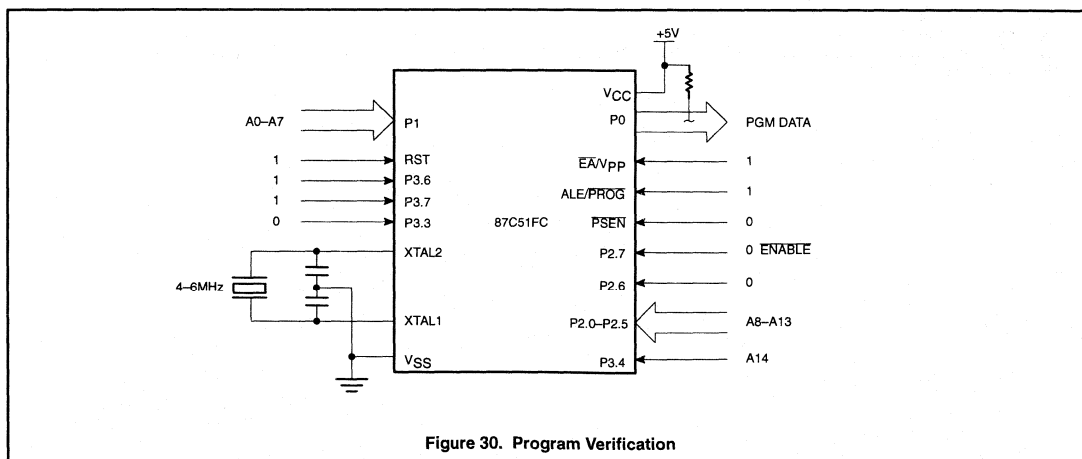 +5V
VCC
A0–A7
P1
P0
PGM DATA
1
RST
EA/VPP
1
1
P3.6
ALE/PROG
1
1
P3.7
0
P3.3
87C51FC
PSEN
0
XTAL2
P2.7
0 ENABLE
4–6MHz
P2.6
0
XTAL1
P2.0–P2.5
A8–A13
VSS
P3.4
A14
Figure 30. Program Verification